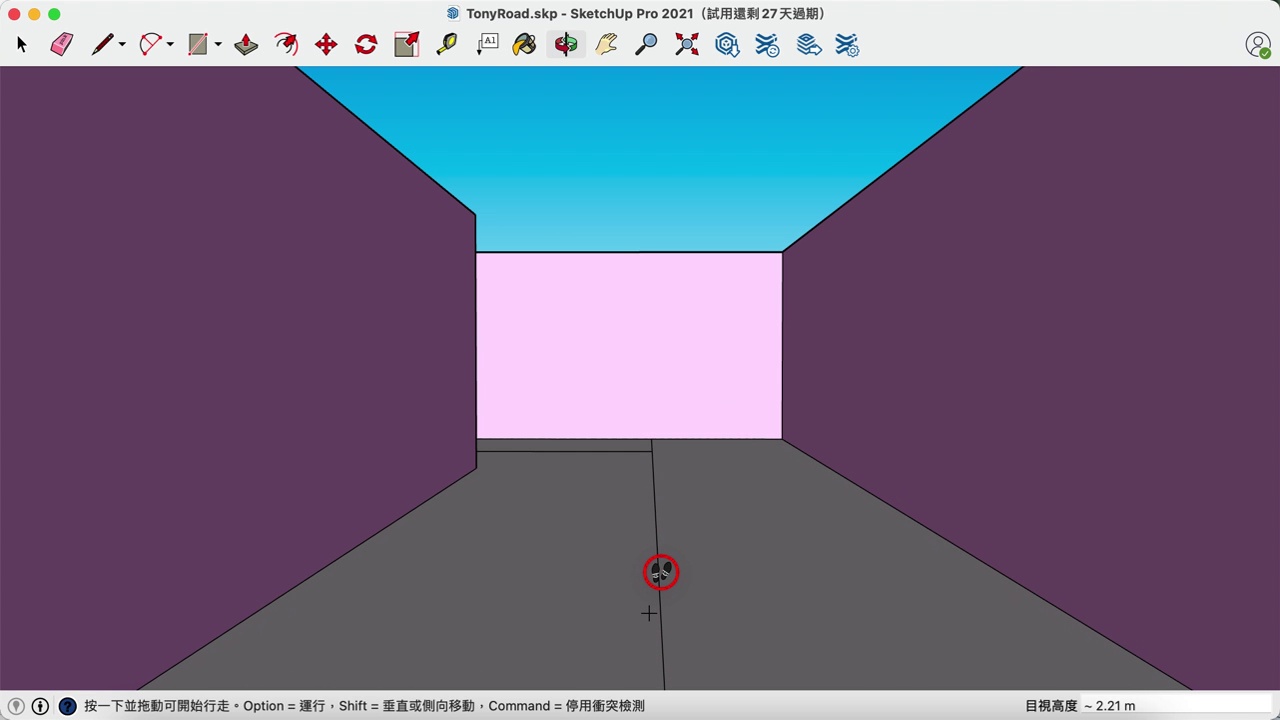 TonyRoad.skp - SketchUp Pro 2021（試用還剩 27 天過期）
A1
按一下並拖動可開始行走。Option = 運行，Shift = 垂直或側向移動，Command = 停用衝突檢測
目視高度 ~ 2.21 m